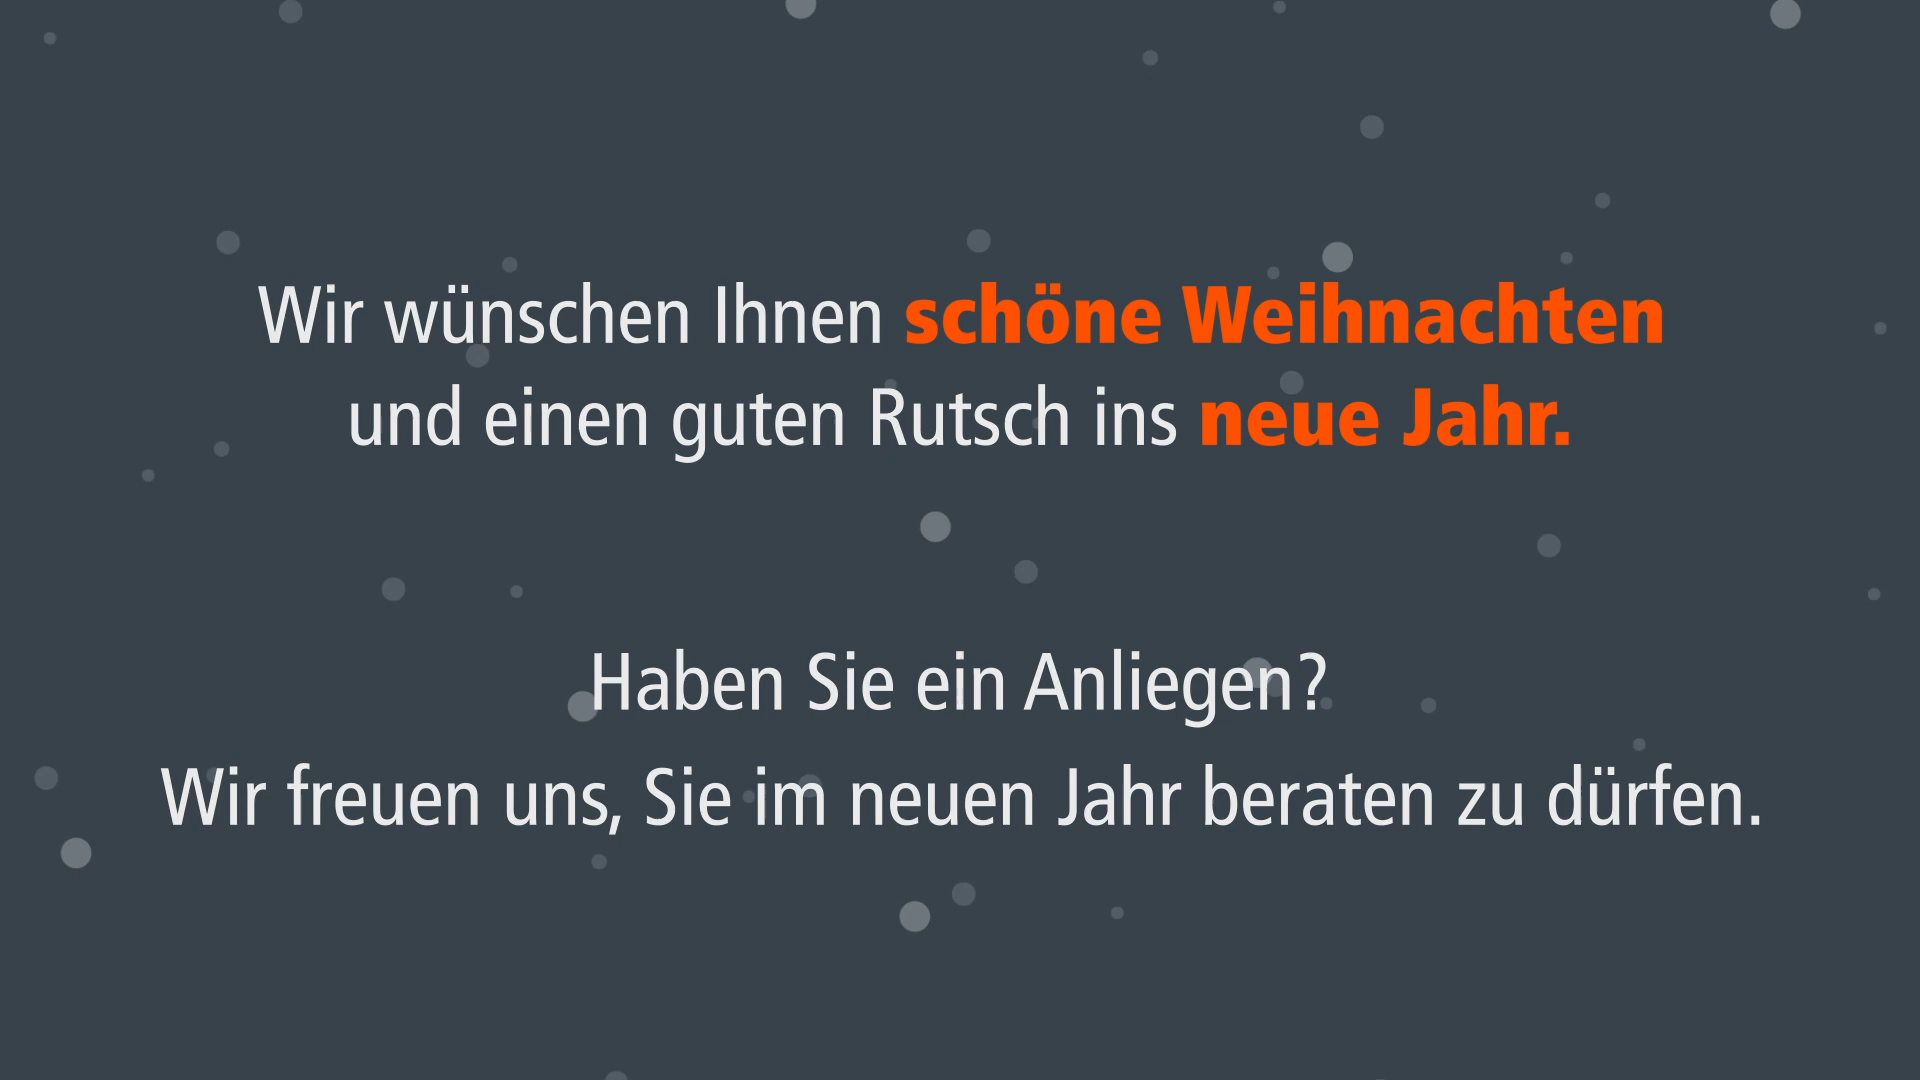 Wir wünschen Ihnen schöne Weihnachten
und einen guten Rutsch ins neue Jahr.
Haben Sie ein Anliegen?
Wir freuen uns, Sie im neuen Jahr beraten zu dürfen.